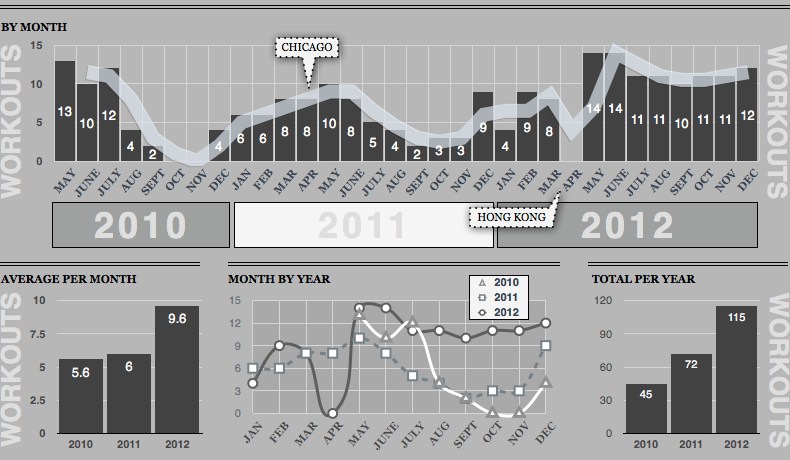 BY MONTH
WORKOUTS
WORKOUTS
15
10
5
0
CHICAGO
13 10 12 4 2 4 6 6 8 8 10 8 5 4 2 3 3 9 4 9 8 14 14 11 11 10 11 11 12
MAY JUNE JULY AUG SEPT OCT NOV DEC JAN FEB MAR APR MAY JUNE JULY AUG SEPT OCT NOV DEC JAN FEB MAR APR MAY JUNE JULY AUG SEPT OCT NOV DEC
2010 2011 2012
HONG KONG
AVERAGE PER MONTH
WORKOUTS
10
7.5
5
2.5
0
5.6 6 9.6
2010 2011 2012
MONTH BY YEAR
2010
2011
2012
15
12
9
6
3
0
JAN FEB MAR APR MAY JUNE JULY AUG SEPT OCT NOV DEC
TOTAL PER YEAR
WORKOUTS
120
90
60
30
0
45 72 115
2010 2011 2012